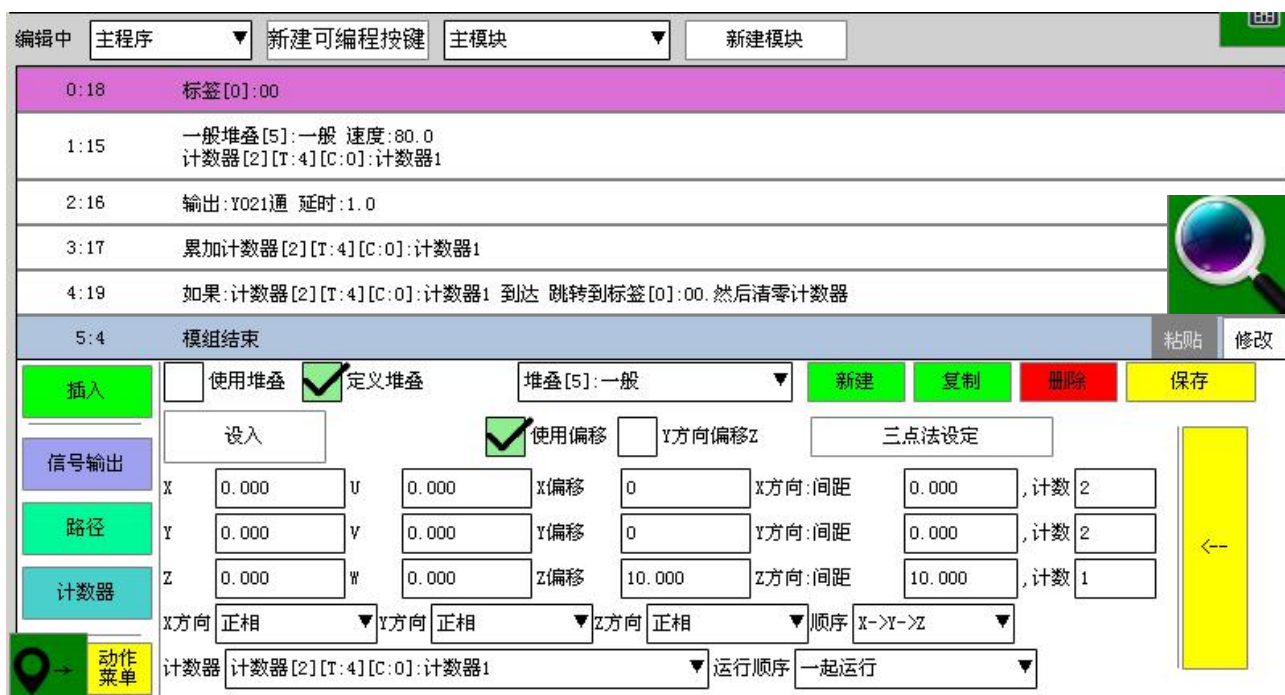 编辑中 主程序 ▼ 新建可编程按键 主模块 ▼ 新建模块
0:18 标签[0]:00
1:15 一般堆叠[5]:一般 速度:80.0
计数器[2][T:4][C:0]:计数器1
2:16 输出:Y021通 延时:1.0
3:17 累加计数器[2][T:4][C:0]:计数器1
4:19 如果:计数器[2][T:4][C:0]:计数器1 到达 跳转到标签[0]:00.然后清零计数器
5:4 模组结束 粘贴 修改
插入 使用堆叠 定义堆叠 堆叠[5]:一般 ▼ 新建 复制 删除 保存
设入 使用偏移 Y方向偏移Z 三点法设定
信号输出
X 0.000 U 0.000 X偏移 0 X方向:间距 0.000 ,计数 2
路径 Y 0.000 V 0.000 Y偏移 0 Y方向:间距 0.000 ,计数 2
<--
计数器 Z 0.000 W 0.000 Z偏移 10.000 Z方向:间距 10.000 ,计数 1
X方向 正相 ▼ Y方向 正相 ▼ Z方向 正相 ▼ 顺序 X->Y->Z ▼
→ 动作
菜单 计数器 计数器[2][T:4][C:0]:计数器1 ▼ 运行顺序 一起运行 ▼